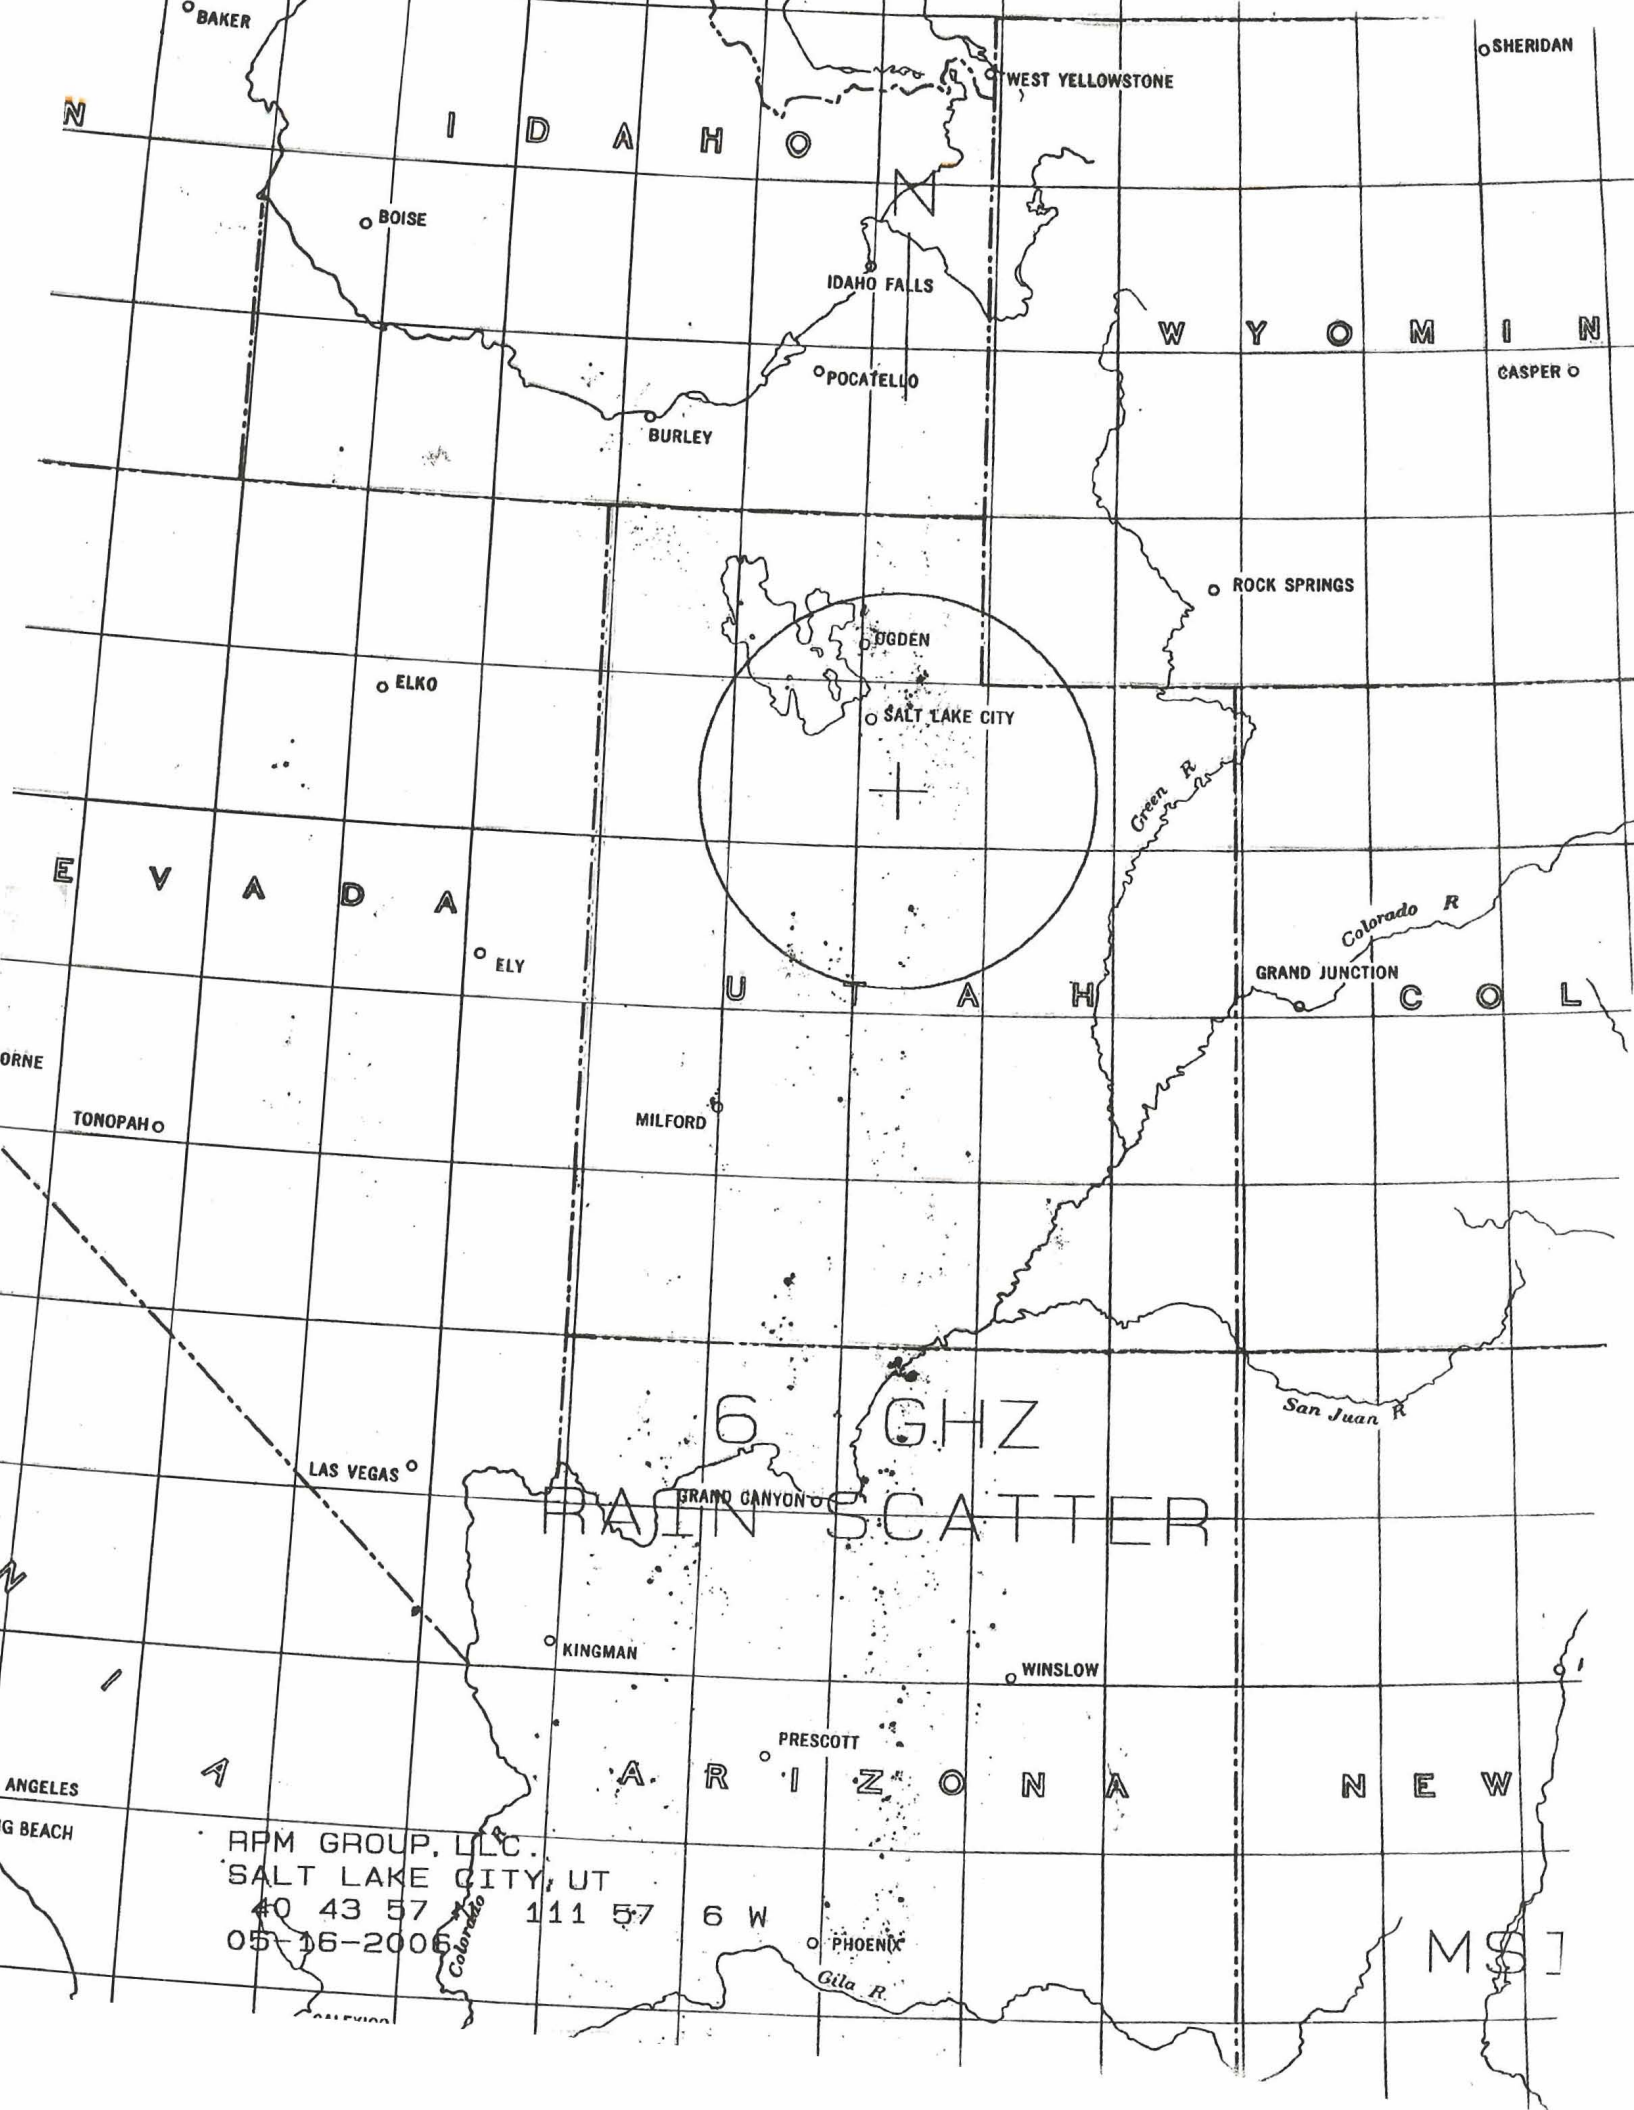 BAKER
SHERIDAN
WEST YELLOWSTONE
N
I D A H O
N
BOISE
IDAHO FALLS
W Y O M I N
POCATELLO
CASPER
BURLEY
ROCK SPRINGS
OGDEN
ELKO
SALT LAKE CITY
Green R
E V A D A
Colorado R
ELY
GRAND JUNCTION
U T A H
C O L
ORNE
TONOPAH
MILFORD
6 GHZ
San Juan R
LAS VEGAS
GRAND CANYON
RAIN SCATTER
N
KINGMAN
WINSLOW
I
PRESCOTT
A
ANGELES
A R I Z O N A
N E W
G BEACH
RPM GROUP, LLC.
SALT LAKE CITY, UT
40 43 57 N 111 57 6 W
05-16-2006
Colorado R
PHOENIX
Gila R
MSI